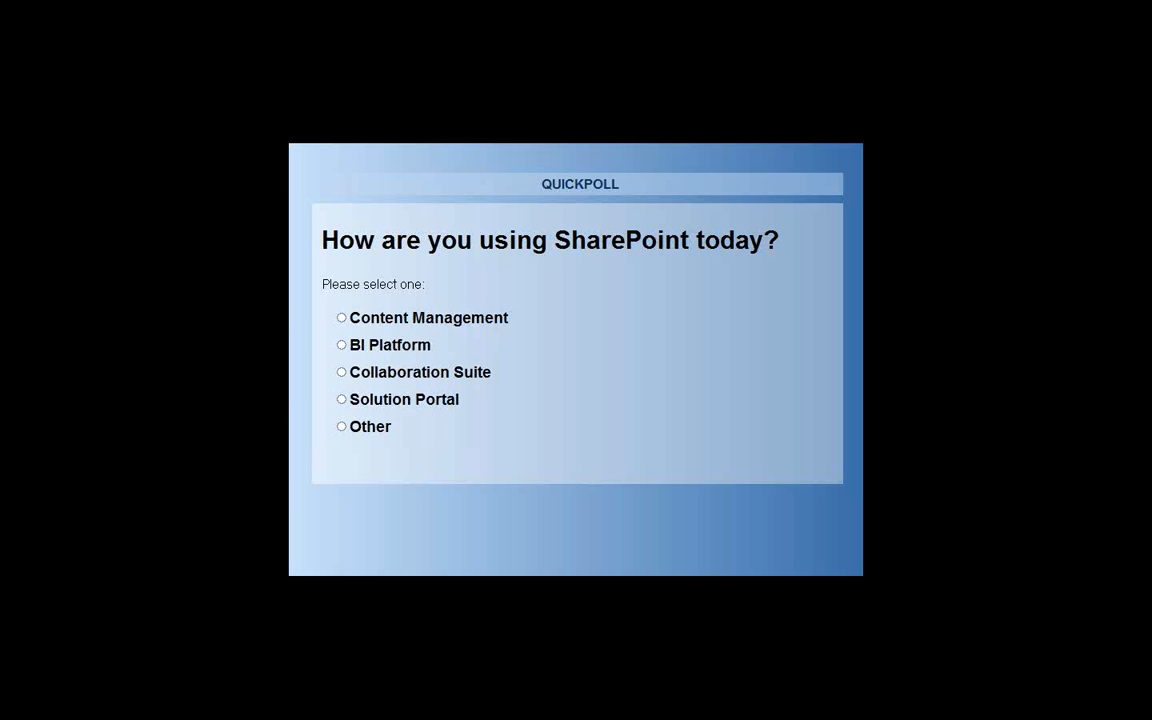 QUICKPOLL
How are you using SharePoint today?
Please select one:
Content Management
BI Platform
Collaboration Suite
Solution Portal
Other